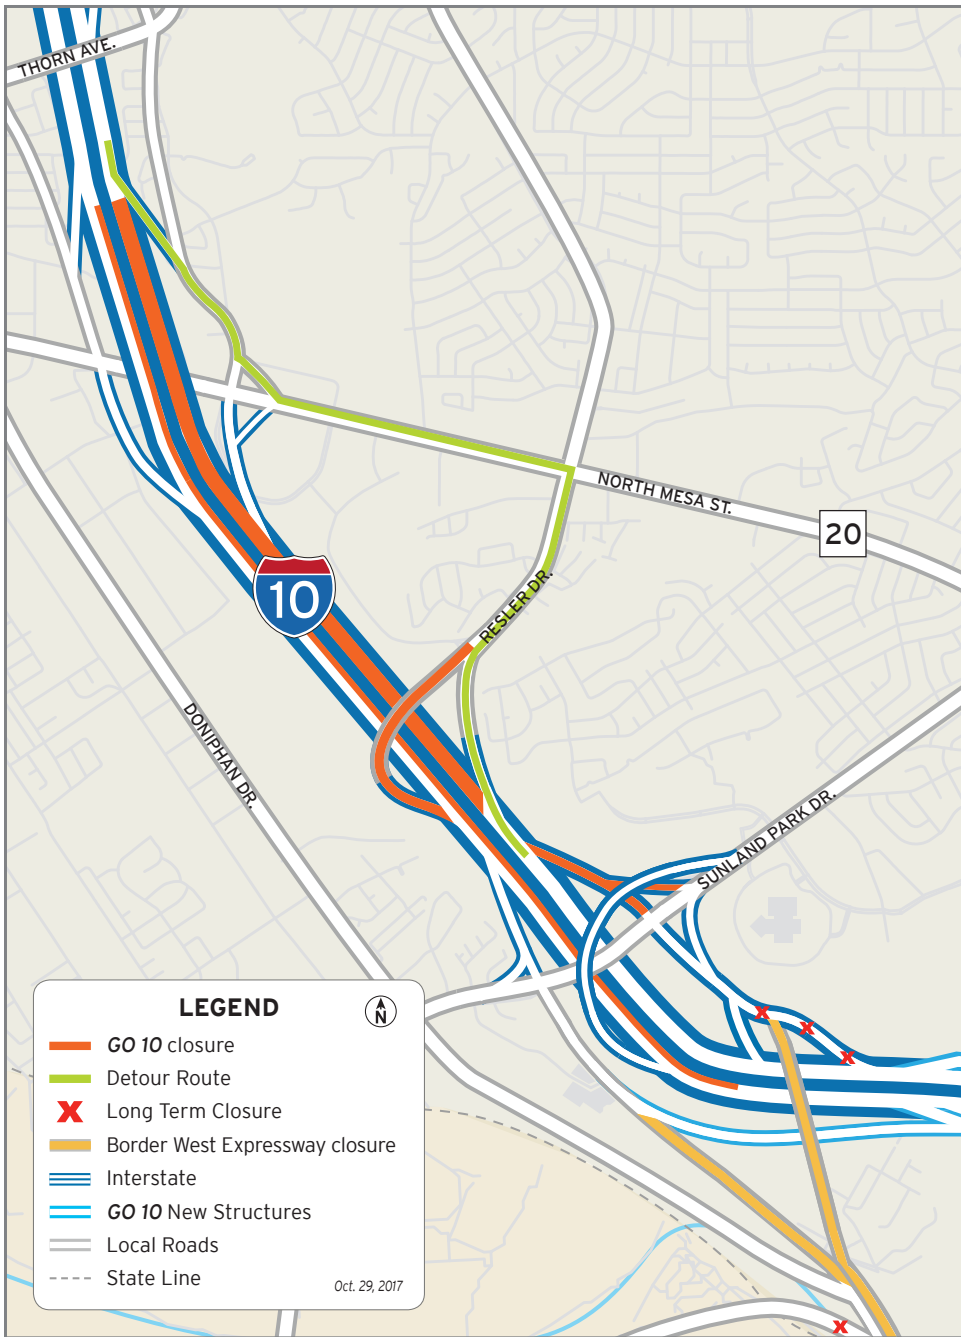 THORN AVE.
NORTH MESA ST.
20
10
RESLER DR.
DONIPHAN DR.
SUNLAND PARK DR.
LEGEND
N
GO 10 closure
Detour Route
X Long Term Closure
Border West Expressway closure
Interstate
GO 10 New Structures
Local Roads
State Line
Oct. 29, 2017